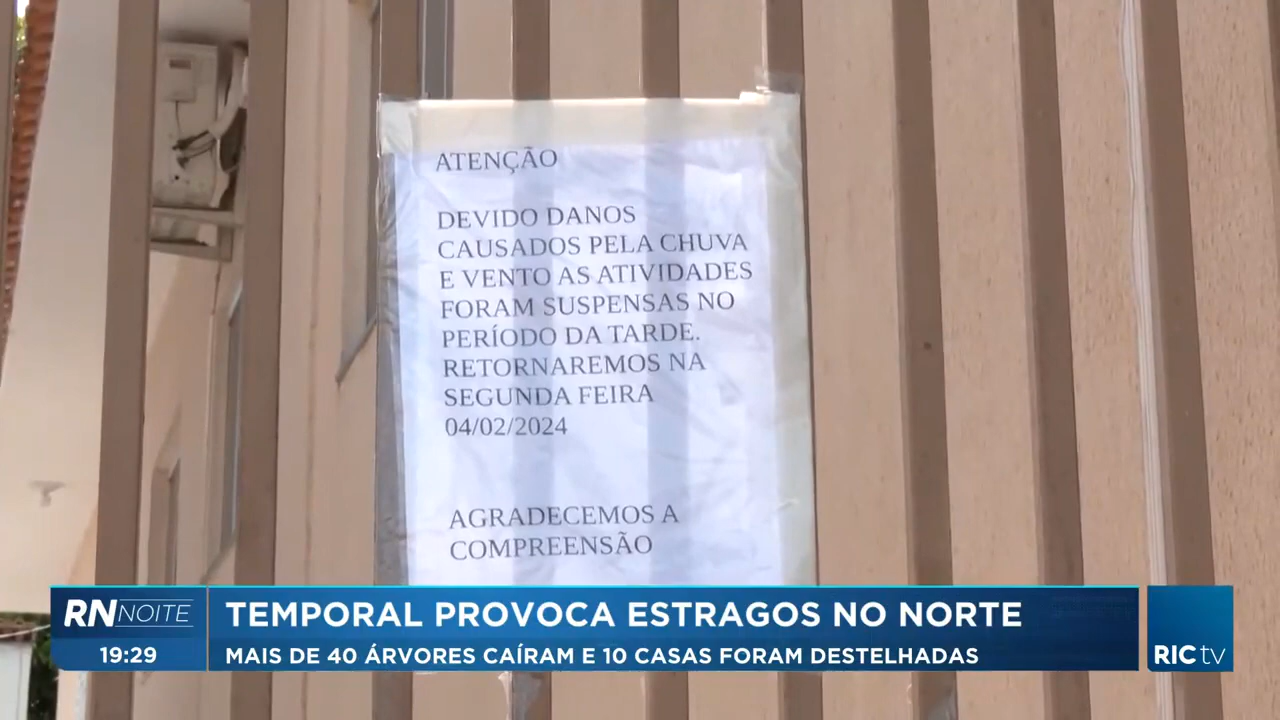 ATENÇÃO
DEVIDO DANOS
CAUSADOS PELA CHUVA
E VENTO AS ATIVIDADES
FORAM SUSPENSAS NO
PERÍODO DA TARDE.
RETORNAREMOS NA
SEGUNDA FEIRA
04/02/2024
AGRADECEMOS A
COMPREENSÃO
RN NOITE
19:29
TEMPORAL PROVOCA ESTRAGOS NO NORTE
MAIS DE 40 ÁRVORES CAÍRAM E 10 CASAS FORAM DESTELHADAS
RICtv